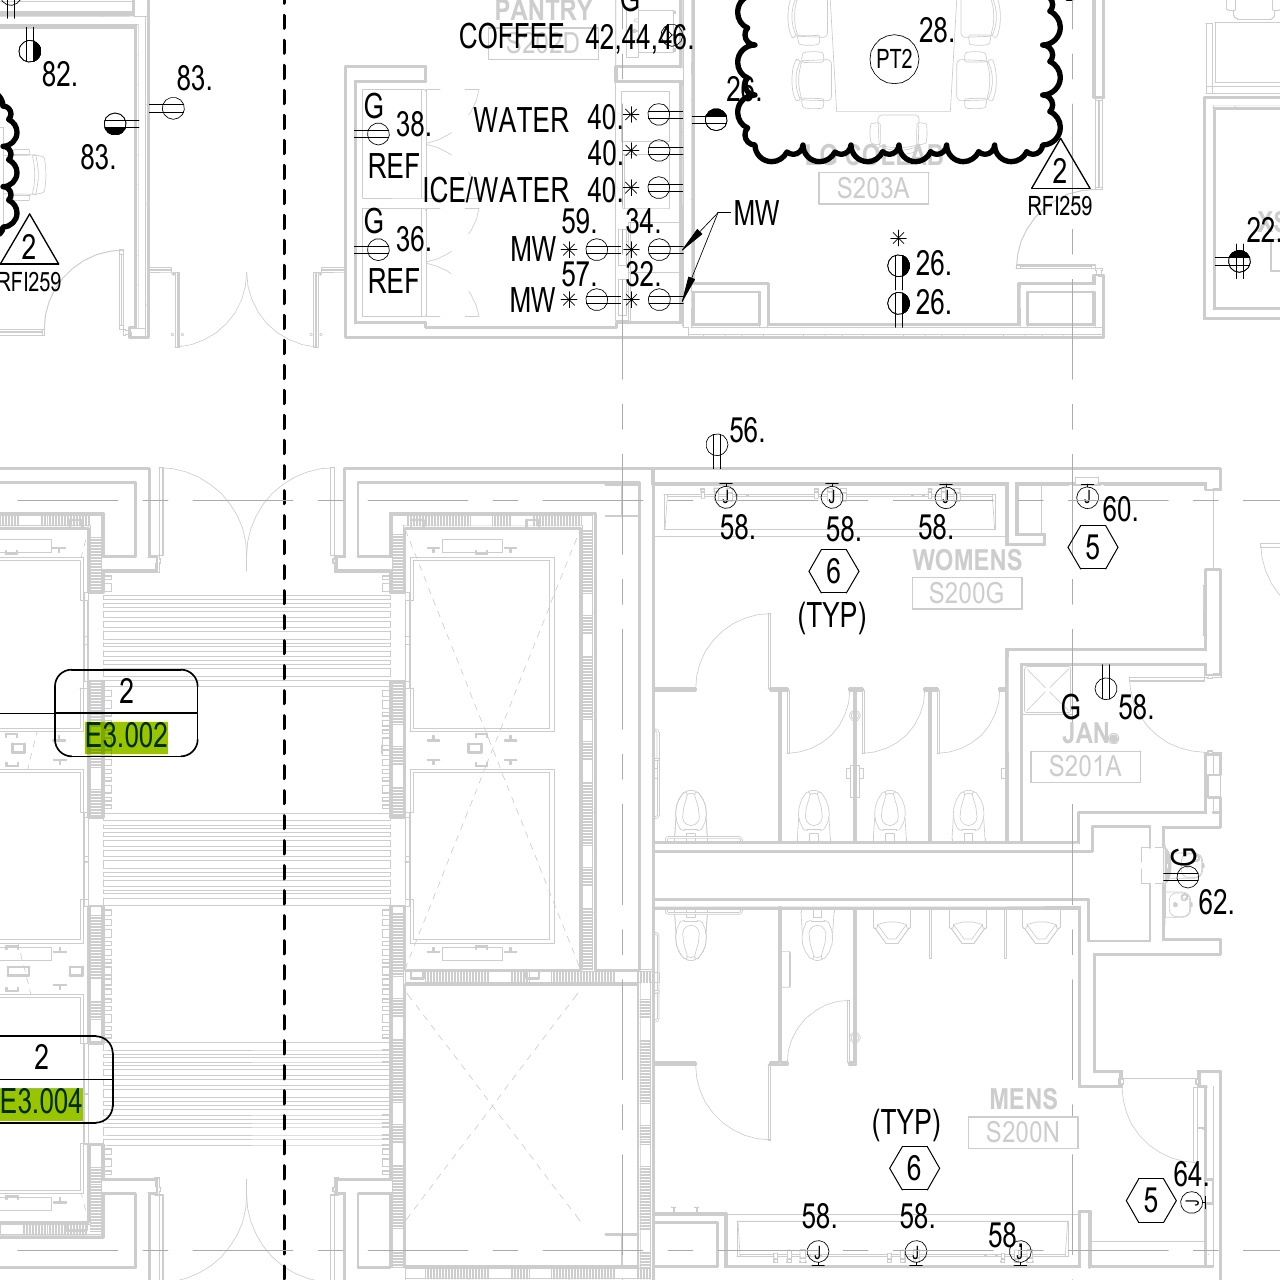 PANTRY
G
S202D
COFFEE 42,44,46.
28.
PT2
82.
83.
83.
G
38.
REF
WATER 40.
40.
ICE/WATER 40.
26.
LG COLLAB
S203A
2
RFI259
2
RFI259
G
36.
REF
59. 34.
MW
57. 32.
MW
MW
26.
26.
22.
56.
J J J
58. 58. 58.
J
60.
5
6
(TYP)
WOMENS
S200G
2
E3.002
G 58.
JAN.
S201A
G
62.
2
E3.004
MENS
S200N
(TYP)
6
5
64.
J
58. 58. 58.
J J J